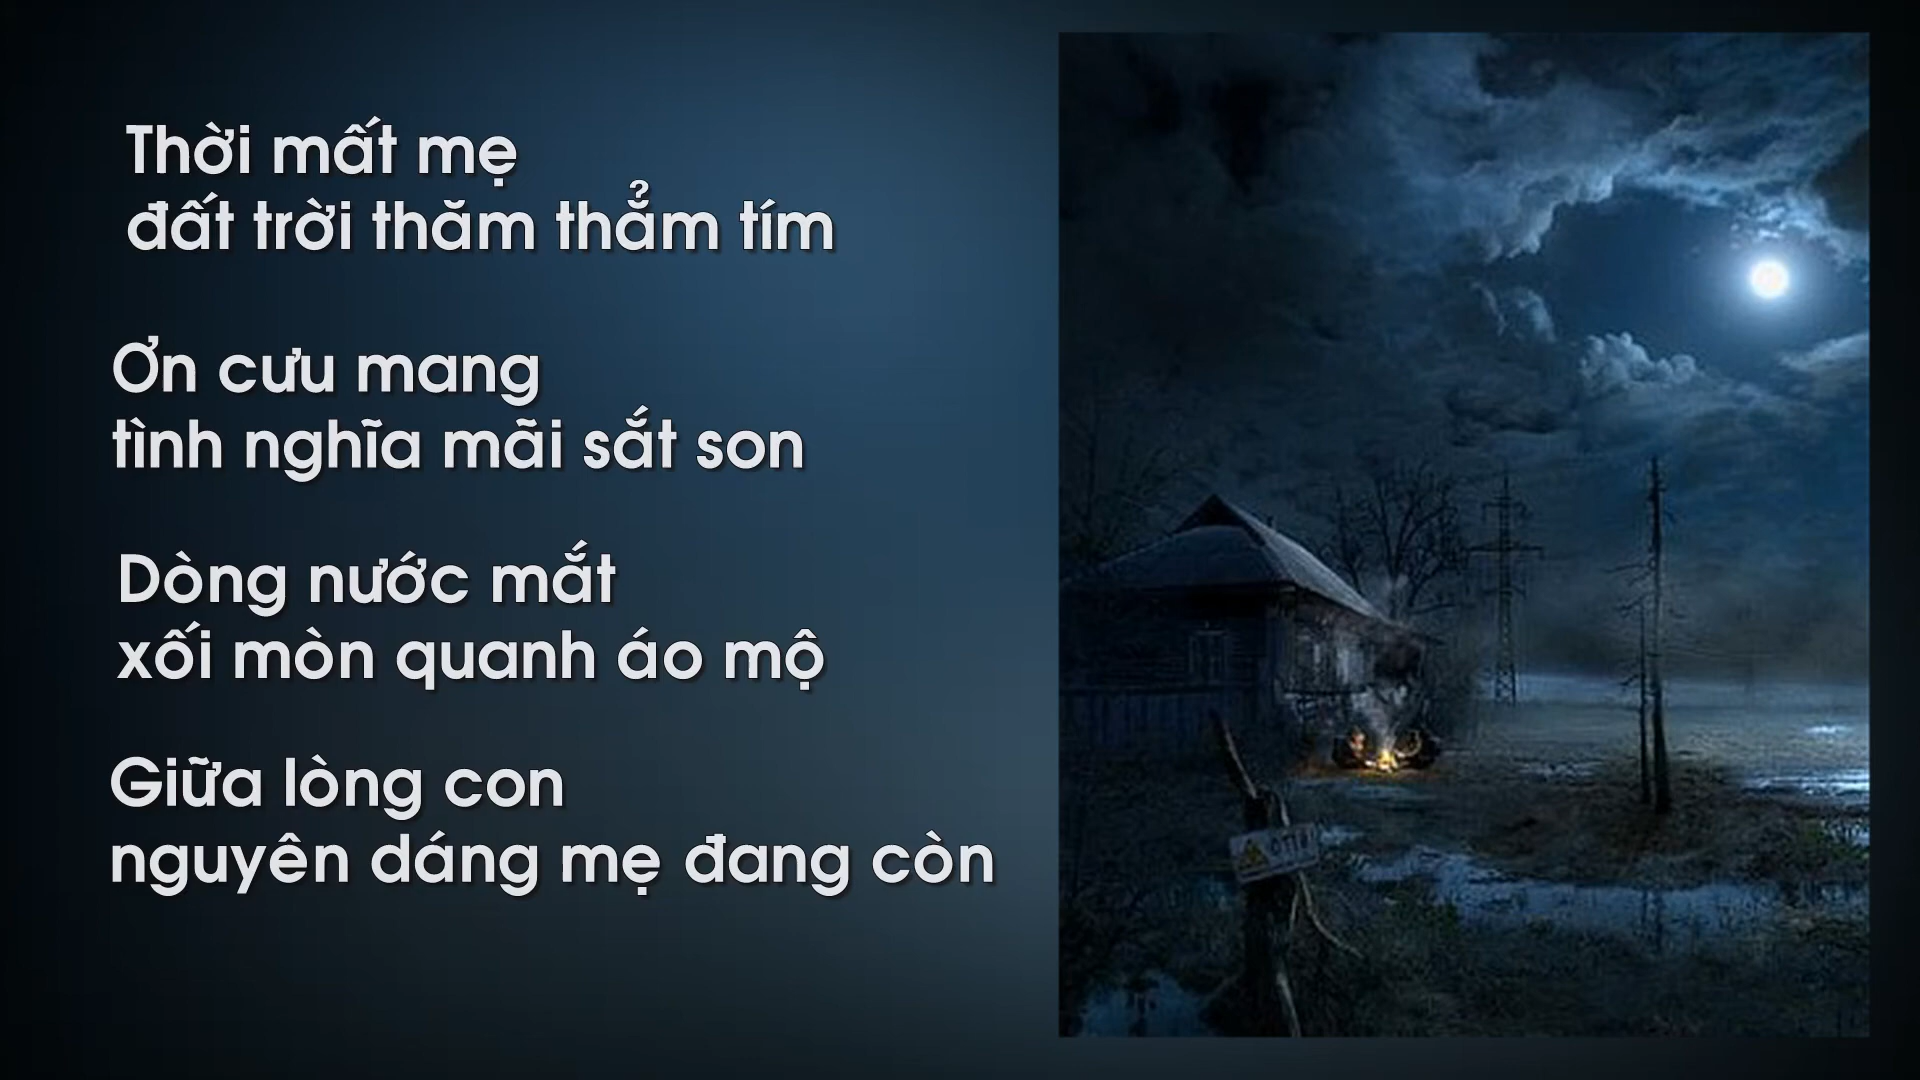 Thời mất mẹ
đất trời thăm thẳm tím
Ơn cưu mang
tình nghĩa mãi sắt son
Dòng nước mắt
xối mòn quanh áo mộ
Giữa lòng con
nguyên dáng mẹ đang còn